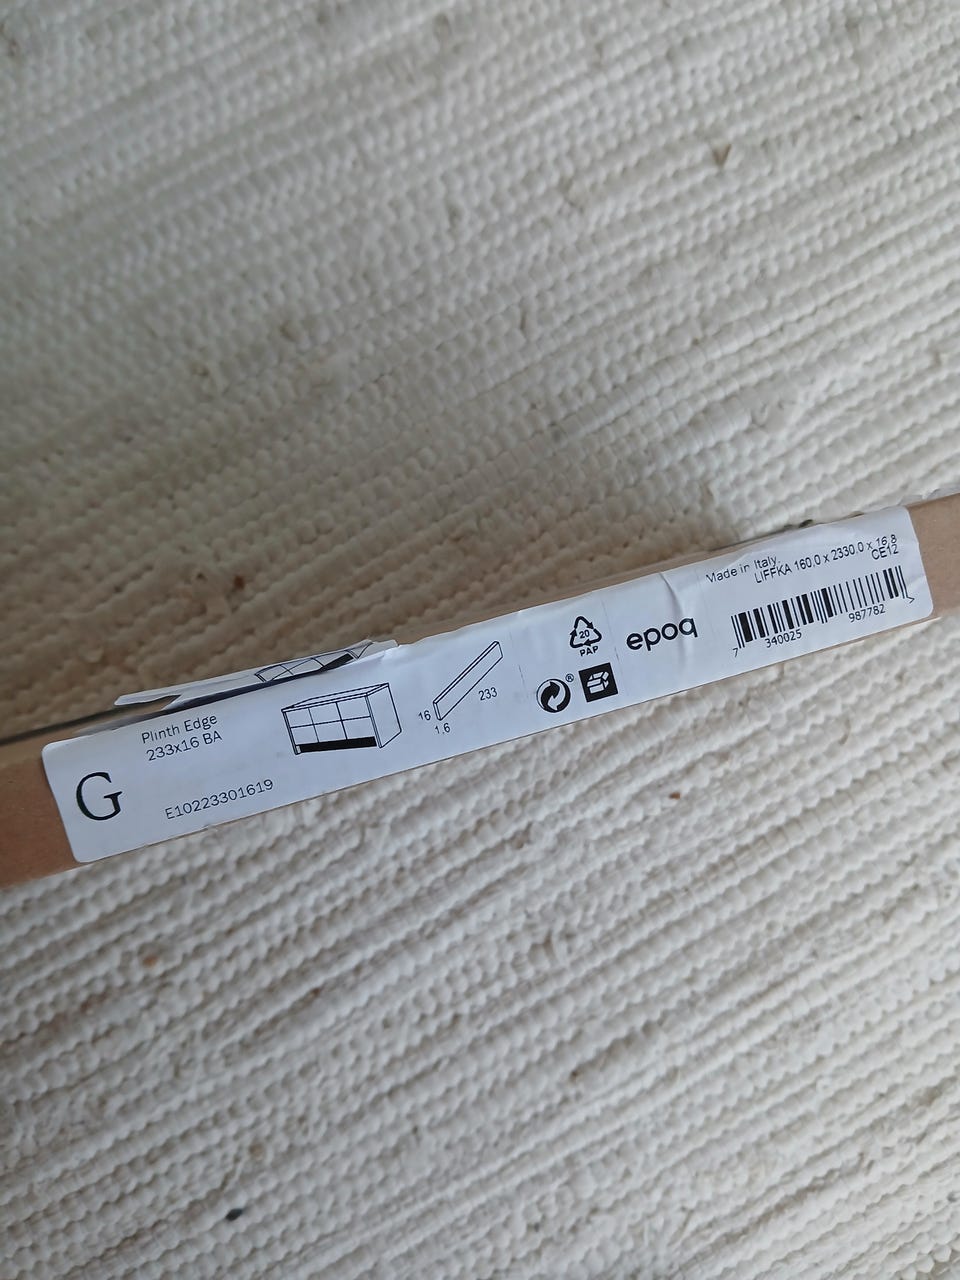 G
Plinth Edge
233x16 BA
E10223301619
16
1,6
233
®
20
PAP
epoq
Made in Italy
LIFFKA 160.0 x 2330.0 x 16,8
CE12
7 340025 987782 >